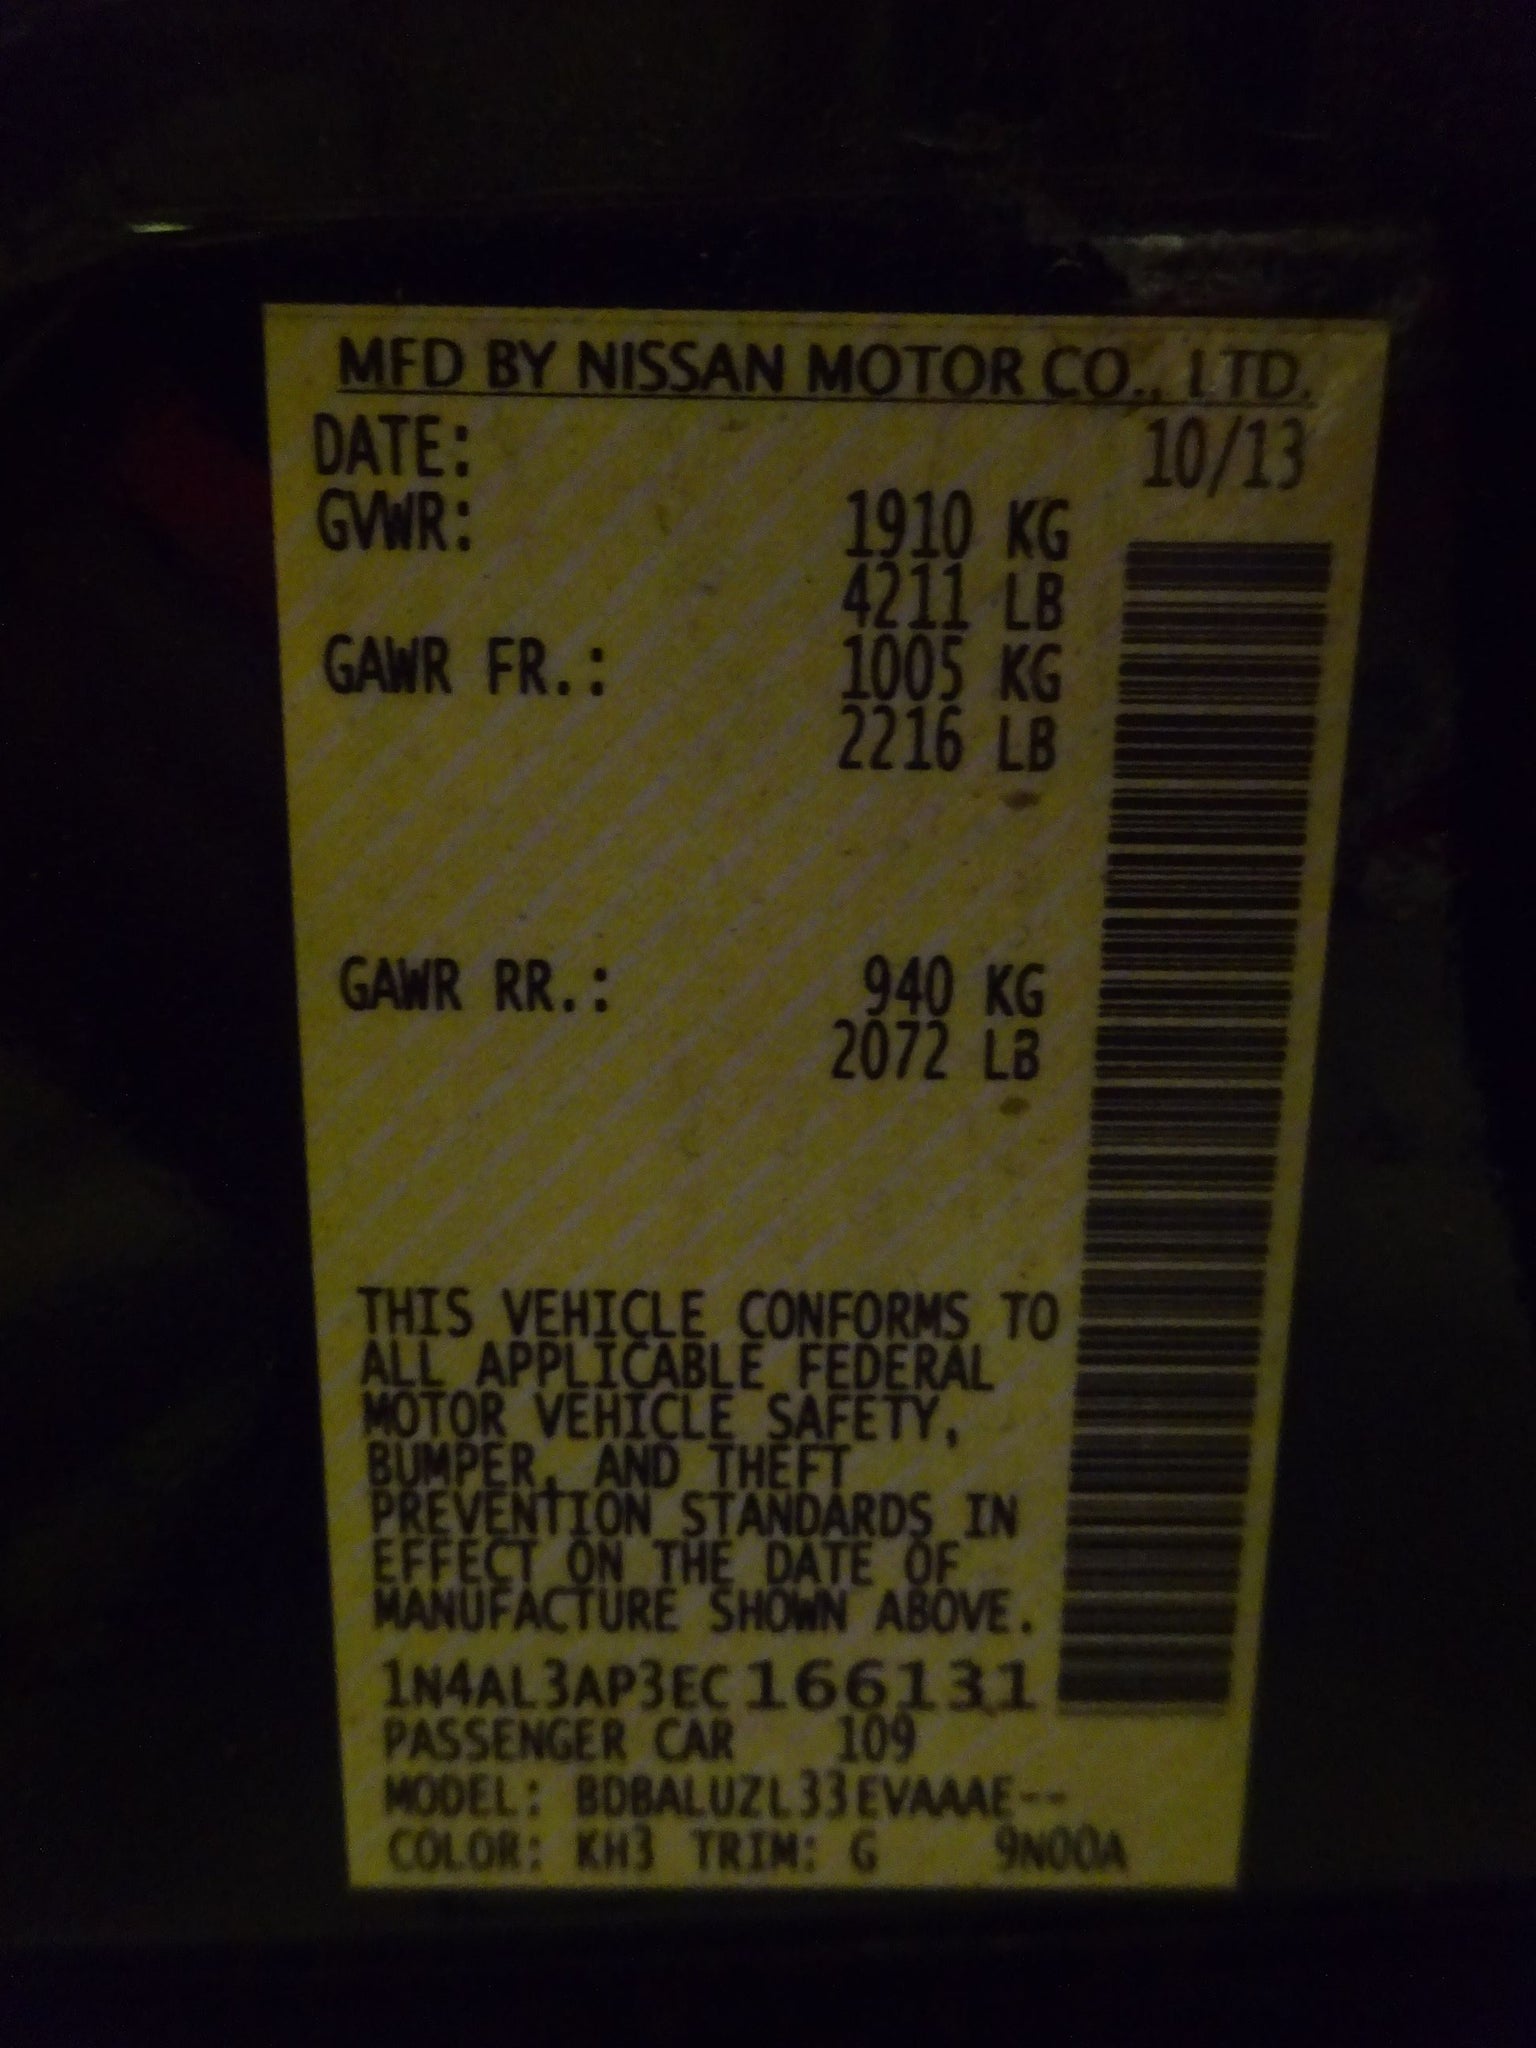 MFD BY NISSAN MOTOR CO., LTD.
DATE: 10/13
GVWR: 1910 KG
4211 LB
GAWR FR.: 1005 KG
2216 LB
GAWR RR.: 940 KG
2072 LB
THIS VEHICLE CONFORMS TO
ALL APPLICABLE FEDERAL
MOTOR VEHICLE SAFETY,
BUMPER, AND THEFT
PREVENTION STANDARDS IN
EFFECT ON THE DATE OF
MANUFACTURE SHOWN ABOVE.
1N4AL3AP3EC166131
PASSENGER CAR 109
MODEL: BDBALUZL33EVAAAE--
COLOR: KH3 TRIM: G 9N00A